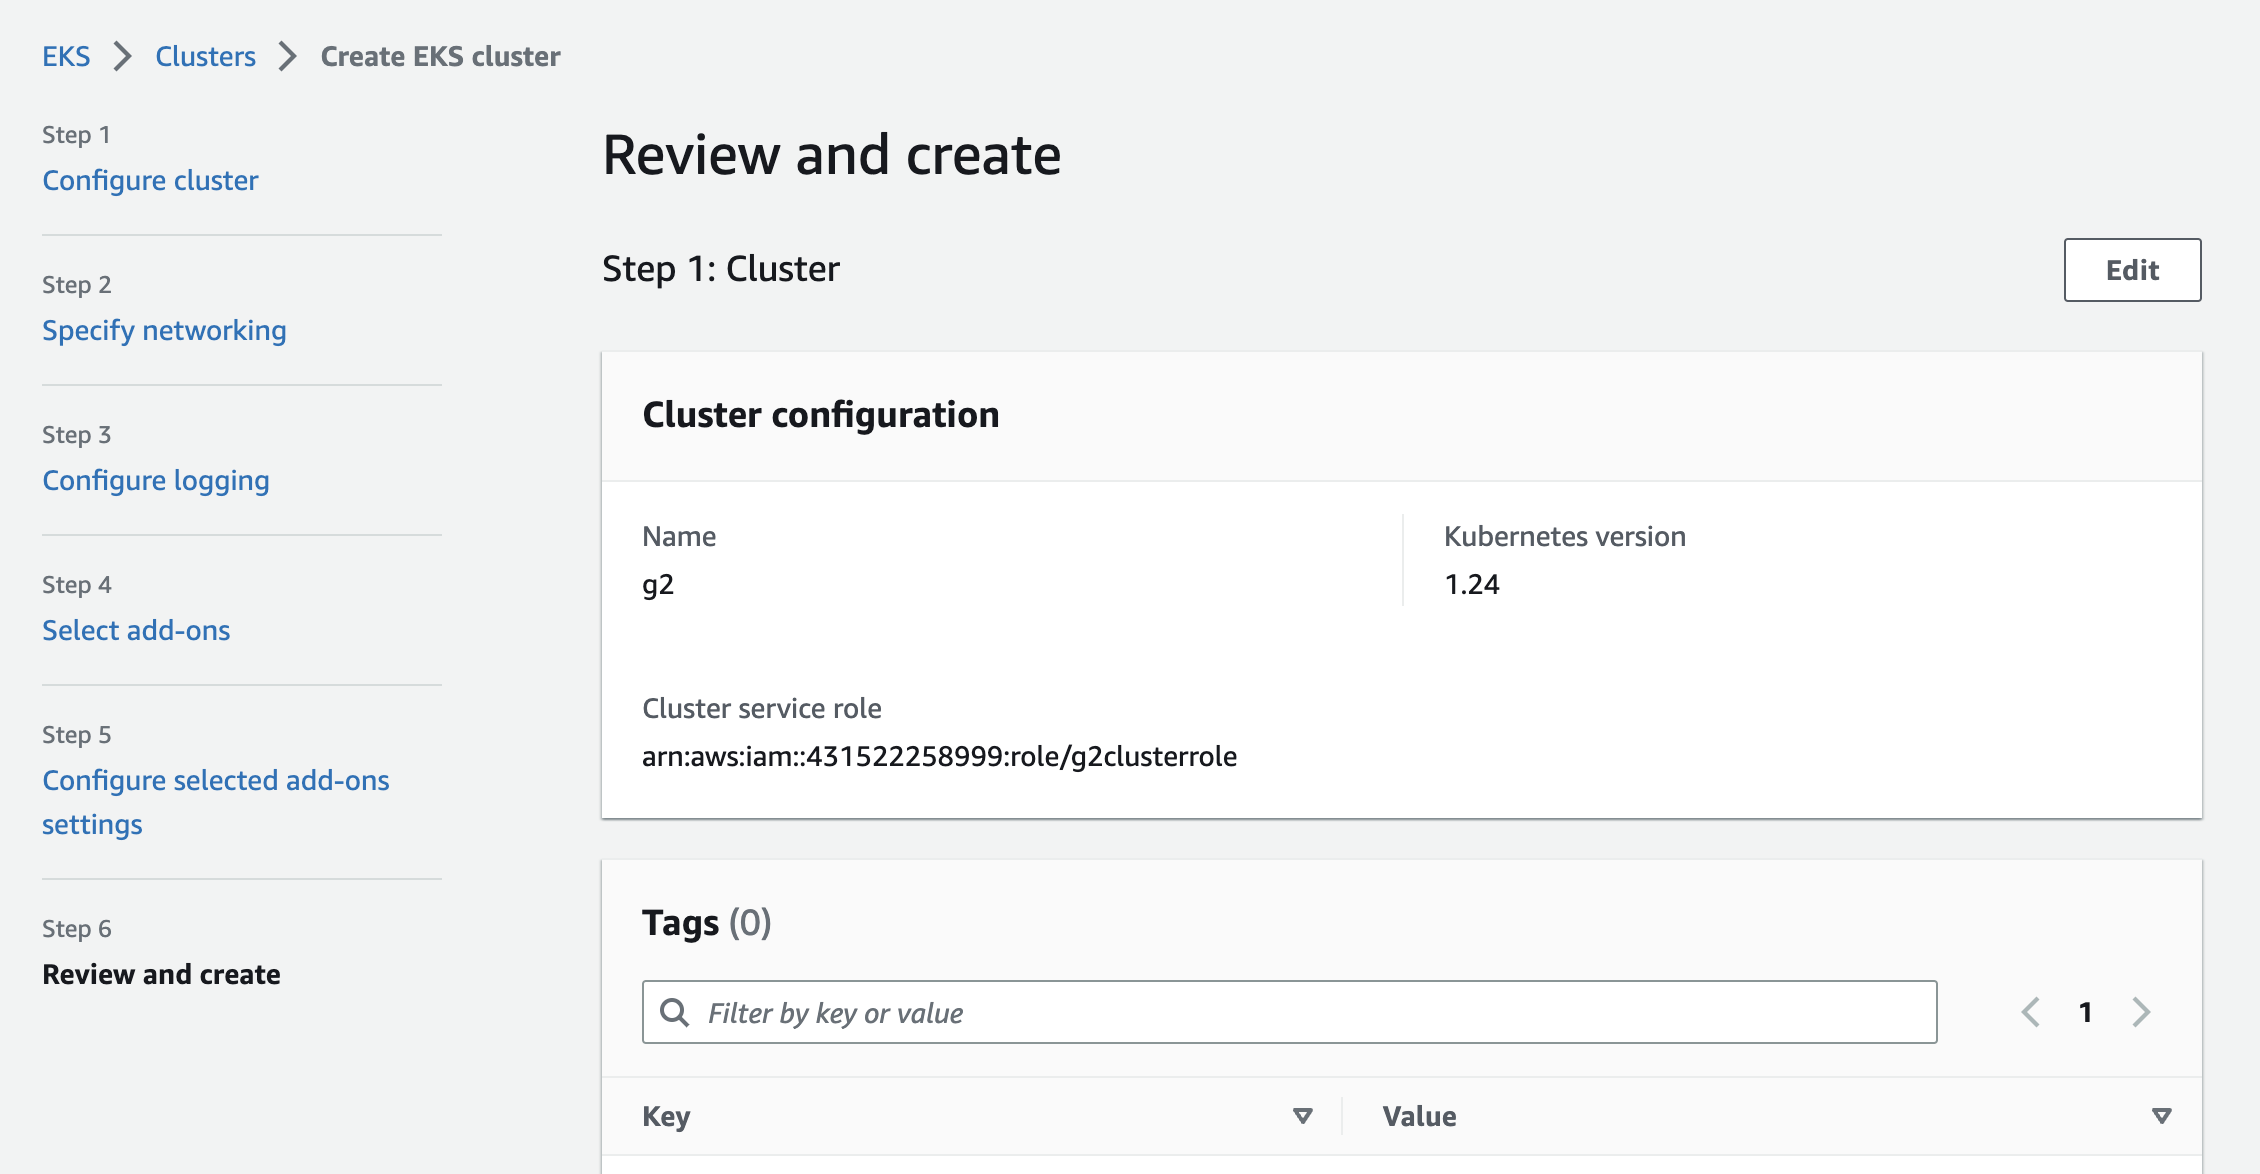 EKS > Clusters > Create EKS cluster
Step 1
Configure cluster
Step 2
Specify networking
Step 3
Configure logging
Step 4
Select add-ons
Step 5
Configure selected add-ons
settings
Step 6
Review and create
Review and create
Step 1: Cluster
Edit
Cluster configuration
Name
g2
Kubernetes version
1.24
Cluster service role
arn:aws:iam::431522258999:role/g2clusterrole
Tags (0)
Filter by key or value
1
Key
Value